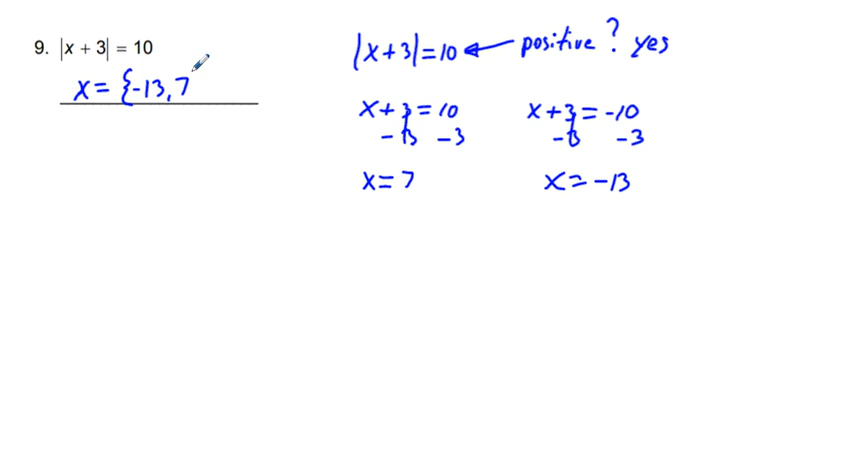 9. |x + 3| = 10
x = {-13, 7
|x+3| = 10 ← positive? yes
x+3 = 10
-3 -3
x = 7
x+3 = -10
-3 -3
x = -13